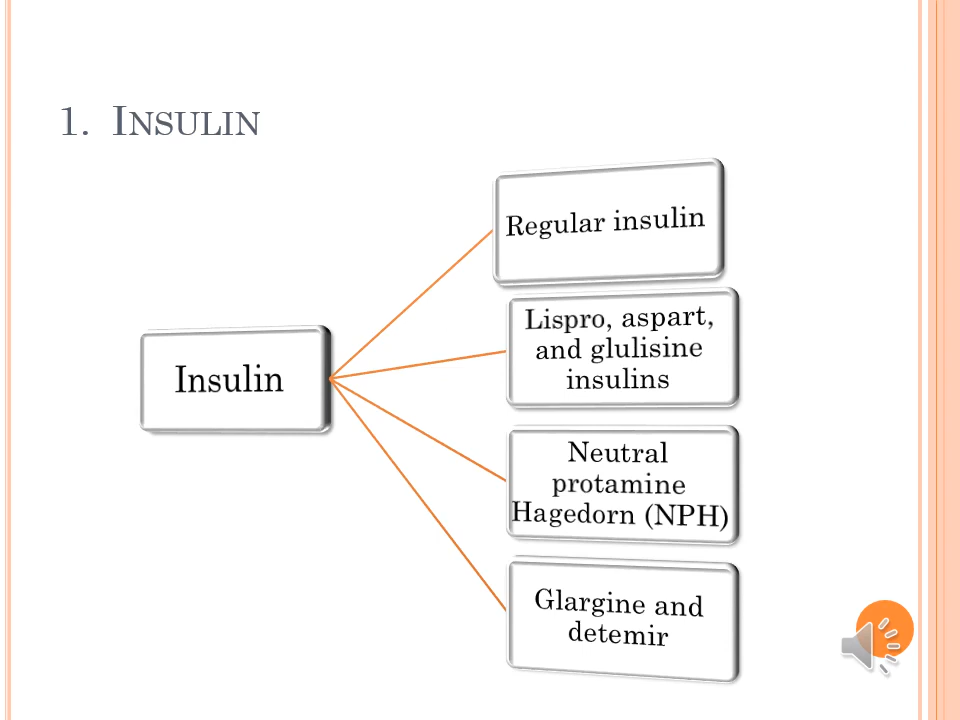 1. Insulin
Regular insulin
Lispro, aspart,
and glulisine
insulins
Insulin
Neutral
protamine
Hagedorn (NPH)
Glargine and
detemir